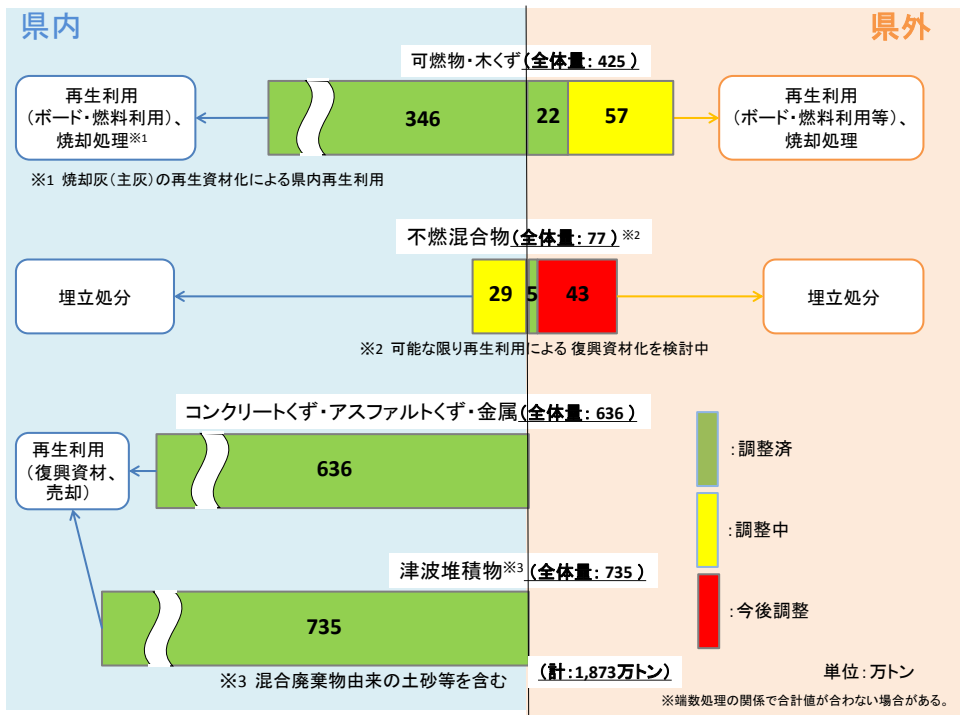 県内
県外
可燃物・木くず(全体量:425)
再生利用
(ボード・燃料利用)、
焼却処理※1
346
22
57
再生利用
(ボード・燃料利用等)、
焼却処理
※1 焼却灰(主灰)の再生資材化による県内再生利用
不燃混合物(全体量:77)※2
埋立処分
29
5
43
埋立処分
※2 可能な限り再生利用による 復興資材化を検討中
コンクリートくず・アスファルトくず・金属(全体量:636)
再生利用
(復興資材、
売却)
636
:調整済
:調整中
:今後調整
津波堆積物※3(全体量:735)
735
※3 混合廃棄物由来の土砂等を含む
(計:1,873万トン)
単位:万トン
※端数処理の関係で合計値が合わない場合がある。